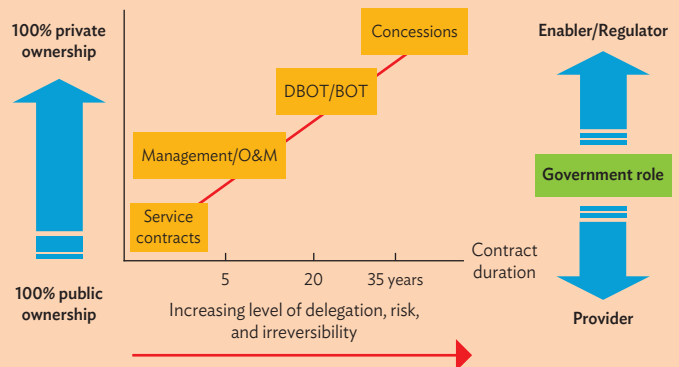 100% private
ownership
100% public
ownership
Concessions
DBOT/BOT
Management/O&M
Service
contracts
5
20
35 years
Contract
duration
Increasing level of delegation, risk,
and irreversibility
Enabler/Regulator
Government role
Provider